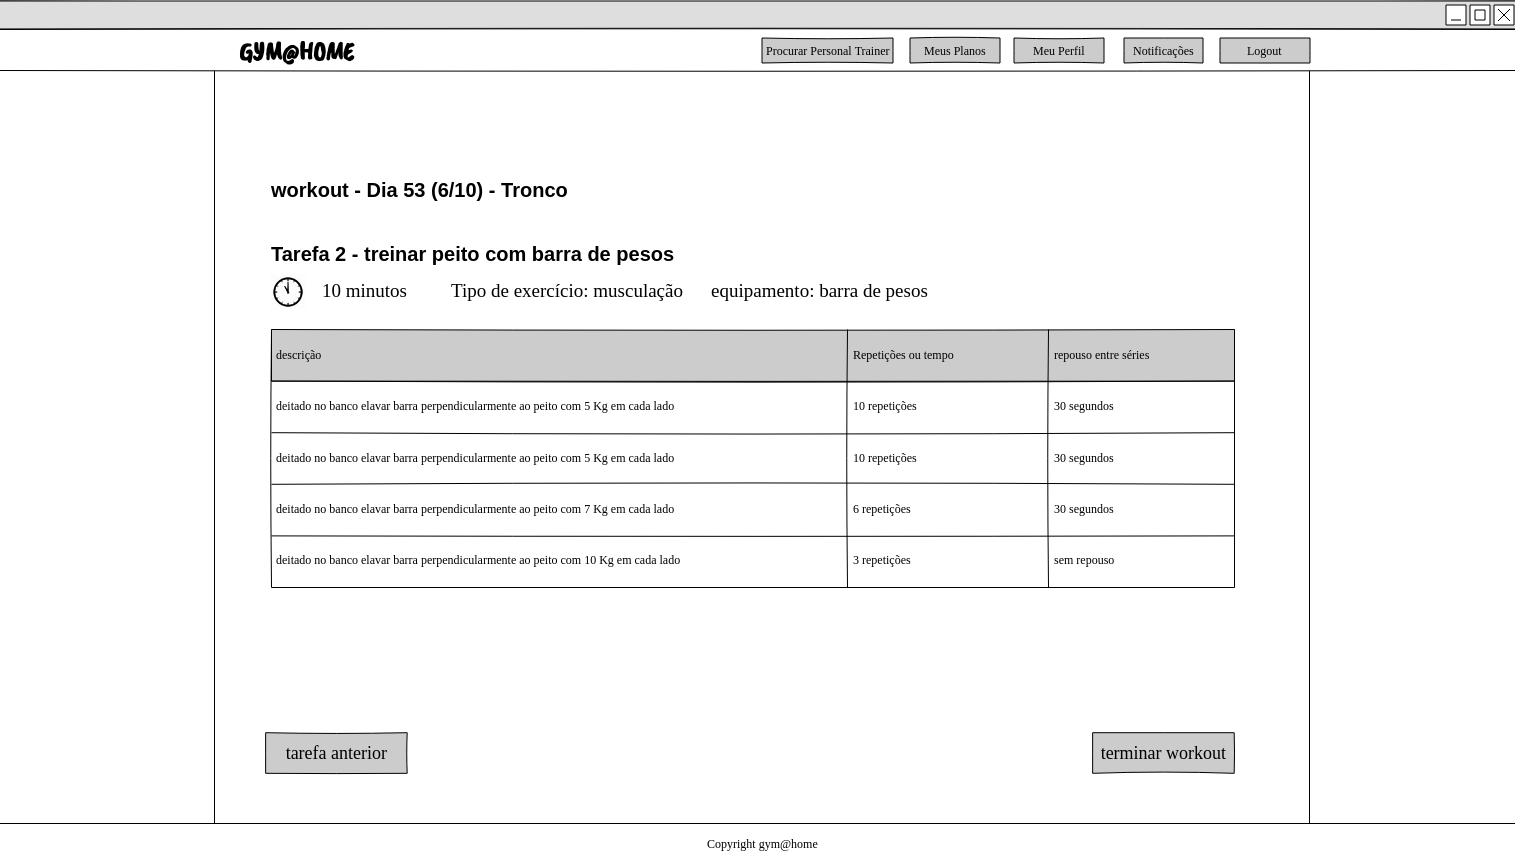 GYM@HOME Procurar Personal Trainer Meus Planos Meu Perfil Notificações Logout
workout - Dia 53 (6/10) - Tronco
Tarefa 2 - treinar peito com barra de pesos
10 minutos Tipo de exercício: musculação equipamento: barra de pesos
descrição Repetições ou tempo repouso entre séries
deitado no banco elavar barra perpendicularmente ao peito com 5 Kg em cada lado 10 repetições 30 segundos
deitado no banco elavar barra perpendicularmente ao peito com 5 Kg em cada lado 10 repetições 30 segundos
deitado no banco elavar barra perpendicularmente ao peito com 7 Kg em cada lado 6 repetições 30 segundos
deitado no banco elavar barra perpendicularmente ao peito com 10 Kg em cada lado 3 repetições sem repouso
tarefa anterior terminar workout
Copyright gym@home